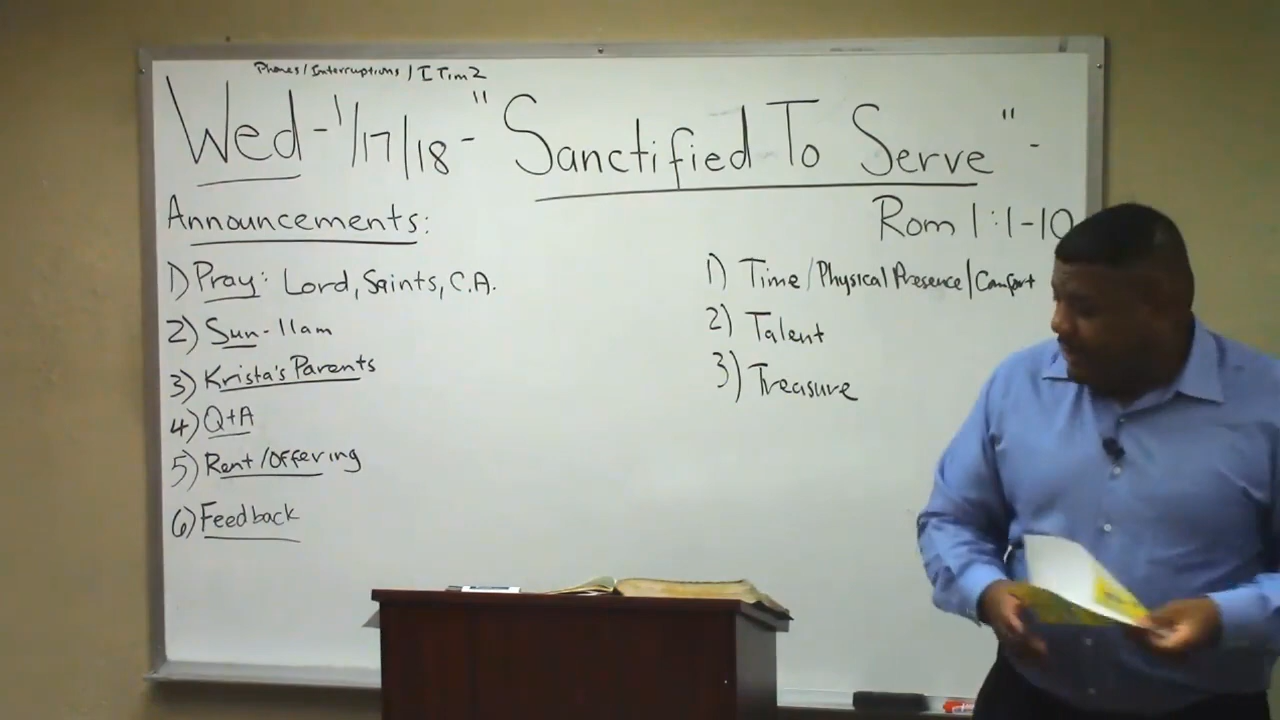 Phones/Interruptions/I Tim 2
Wed - 1/17/18 - "Sanctified To Serve" -
Rom 1:1-10
Announcements:
1) Pray: Lord, Saints, C.A.
2) Sun - 11am
3) Krista's Parents
4) Q+A
5) Rent/Offering
6) Feedback
1) Time/Physical Presence/Comfort
2) Talent
3) Treasure